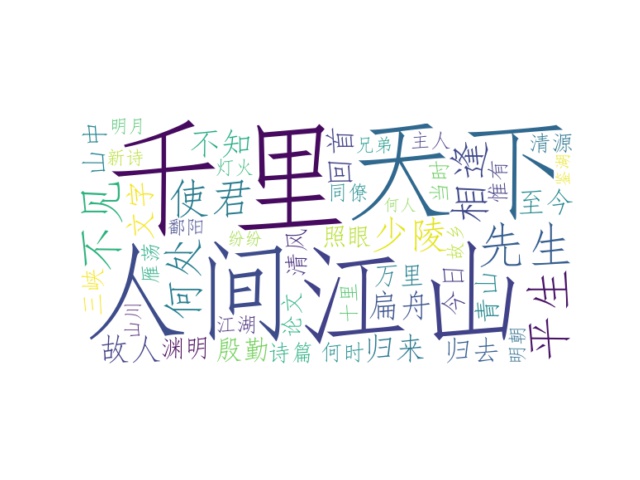 千里
天下
人间
江山
山中
明月
新诗
不知
灯火
回首
兄弟
主人
相逢
清源
惟有
鉴湖
不见
文字
使君
同僚
当时
至今
何人
鄱阳
雁荡
纷纷
清风
照眼
少陵
故乡
先生
三峡
何处
山川
江湖
论文
十里
万里
扁舟
今日
青山
平生
故人
渊明
殷勤
诗篇
何时
归来
归去
明朝